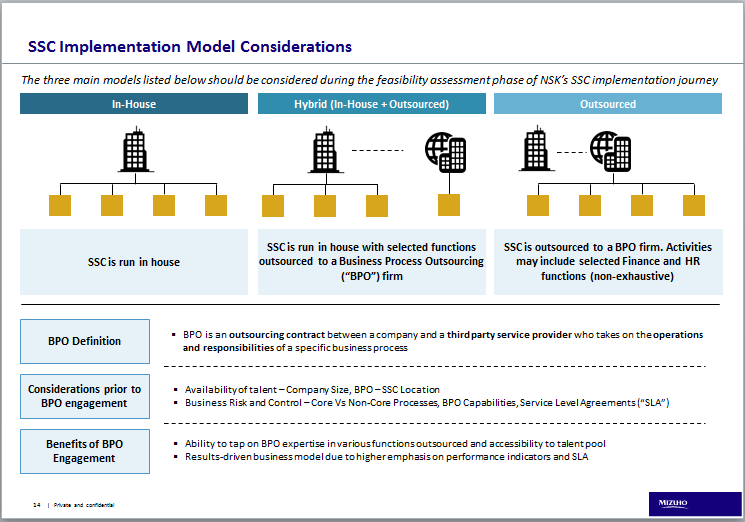 SSC Implementation Model Considerations
The three main models listed below should be considered during the feasibility assessment phase of NSK's SSC implementation journey
In-House
Hybrid (In-House + Outsourced)
Outsourced
SSC is run in house
SSC is run in house with selected functions
outsourced to a Business Process Outsourcing
("BPO") firm
SSC is outsourced to a BPO firm. Activities
may include selected Finance and HR
functions (non-exhaustive)
BPO Definition
▪ BPO is an outsourcing contract between a company and a third party service provider who takes on the operations
and responsibilities of a specific business process
Considerations prior to
BPO engagement
▪ Availability of talent – Company Size, BPO – SSC Location
▪ Business Risk and Control – Core Vs Non-Core Processes, BPO Capabilities, Service Level Agreements ("SLA")
Benefits of BPO
Engagement
▪ Ability to tap on BPO expertise in various functions outsourced and accessibility to talent pool
▪ Results-driven business model due to higher emphasis on performance indicators and SLA
14 | Private and confidential
MIZUHO